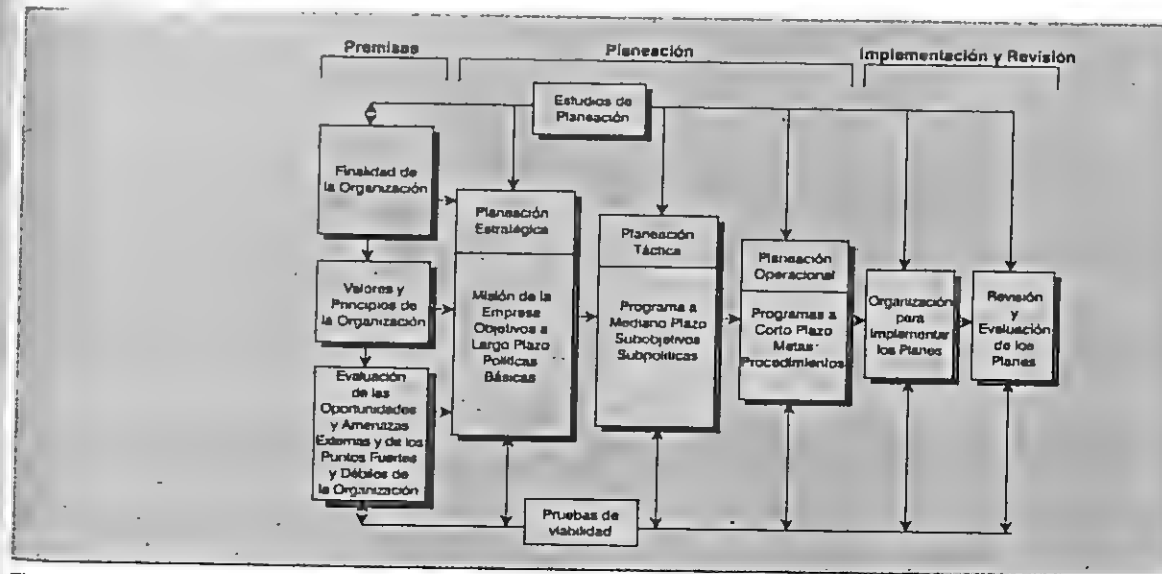 Premisas
Planeación
Implementación y Revisión
Estudios de
Planeación
Finalidad de
la Organización
Valores y
Principios de
la Organización
Evaluación
de las
Oportunidades
y Amenazas
Externas y de los
Puntos Fuertes
y Débiles de
la Organización
Planeación
Estratégica
Misión de la
Empresa
Objetivos a
Largo Plazo
Políticas
Básicas
Planeación
Táctica
Programa a
Mediano Plazo
Subobjetivos
Subpolíticas
Planeación
Operacional
Programas a
Corto Plazo
Metas
Procedimientos
Organización
para
Implementar
los Planes
Revisión
y
Evaluación
de los
Planes
Pruebas de
viabilidad